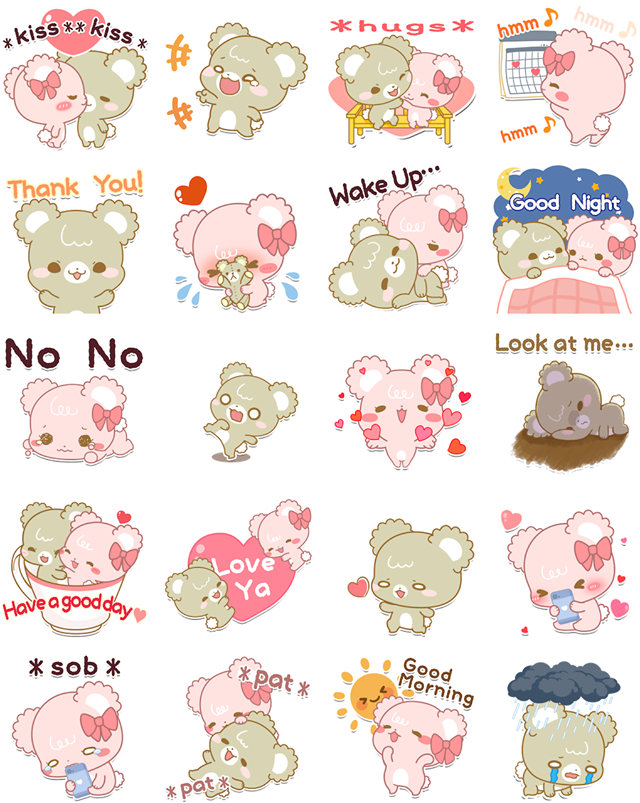 *kiss ** kiss*
*hugs*
hmm ♪
hmm ♪
hmm ♪
Thank You!
Wake Up...
Good Night
No No
Look at me...
Have a good day
Love
Ya
*sob*
*pat*
*pat*
Good
Morning